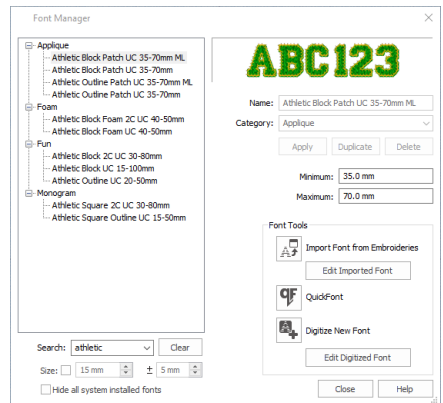 Font Manager
Applique
Athletic Block Patch UC 35-70mm ML
Athletic Block Patch UC 35-70mm
Athletic Outline Patch UC 35-70mm ML
Athletic Outline Patch UC 35-70mm
Foam
Athletic Block Foam 2C UC 40-50mm
Athletic Block Foam UC 40-50mm
Fun
Athletic Block 2C UC 30-80mm
Athletic Block UC 15-100mm
Athletic Outline UC 20-50mm
Monogram
Athletic Square 2C UC 30-80mm
Athletic Square Outline UC 15-50mm
Search: athletic Clear
Size: 15 mm ± 5 mm
Hide all system installed fonts
ABC123
Name: Athletic Block Patch UC 35-70mm ML
Category: Applique
Apply Duplicate Delete
Minimum: 35.0 mm
Maximum: 70.0 mm
Font Tools
Import Font from Embroideries
Edit Imported Font
QuickFont
Digitize New Font
Edit Digitized Font
Close Help